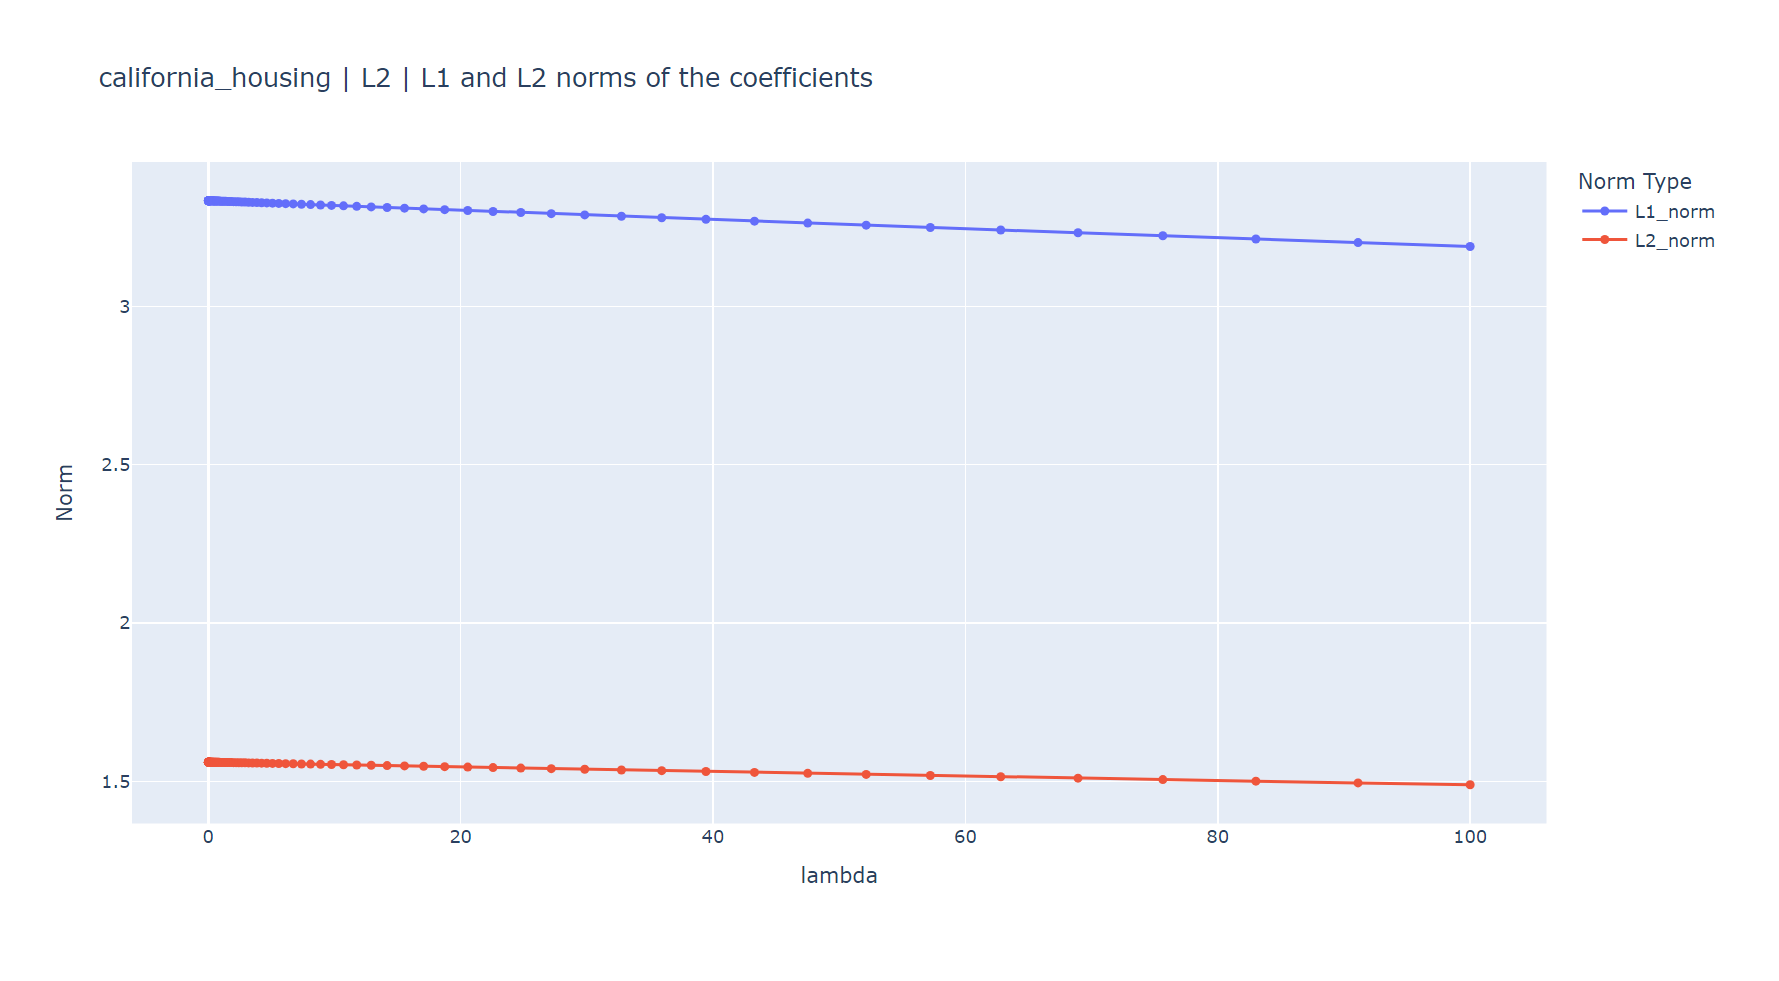 california_housing | L2 | L1 and L2 norms of the coefficients
Norm Type
L1_norm
L2_norm
3
2.5
2
1.5
Norm
0 20 40 60 80 100
lambda